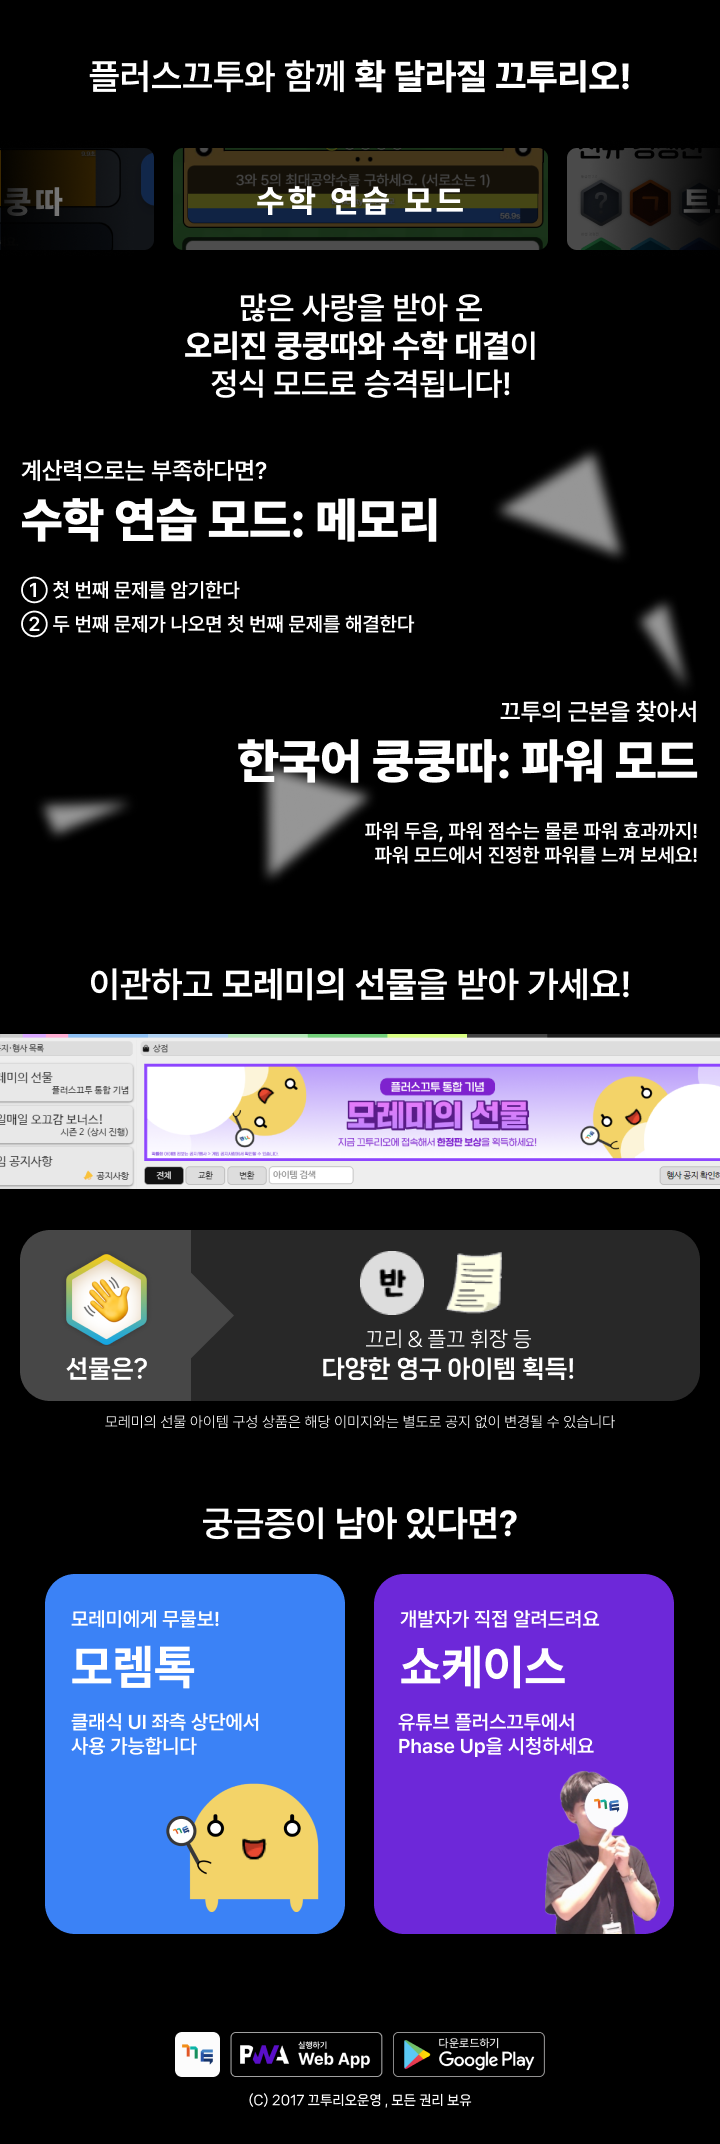 플러스끄투와 함께 확 달라질 끄투리오!
쿵따
3와 5의 최대공약수를 구하세요. (서로소는 1)
수학 연습 모드
56.9s
?
ㄱ
트
많은 사랑을 받아 온
오리진 쿵쿵따와 수학 대결이
정식 모드로 승격됩니다!
계산력으로는 부족하다면?
수학 연습 모드: 메모리
① 첫 번째 문제를 암기한다
② 두 번째 문제가 나오면 첫 번째 문제를 해결한다
끄투의 근본을 찾아서
한국어 쿵쿵따: 파워 모드
파워 두음, 파워 점수는 물론 파워 효과까지!
파워 모드에서 진정한 파워를 느껴 보세요!
이관하고 모레미의 선물을 받아 가세요!
지·행사 목록
상점
레미의 선물
플러스끄투 통합 기념
일매일 오끄감 보너스!
시즌 2 (상시 진행)
임 공지사항
공지사항
플러스끄투 통합 기념
모레미의 선물
지금 끄투리오에 접속해서 한정판 보상을 획득하세요!
전체
교환
변환
아이템 검색
행사 공지 확인하
반
끄리 & 플끄 휘장 등
선물은?
다양한 영구 아이템 획득!
모레미의 선물 아이템 구성 상품은 해당 이미지와는 별도로 공지 없이 변경될 수 있습니다
궁금증이 남아 있다면?
모레미에게 무물보!
모렘톡
클래식 UI 좌측 상단에서
사용 가능합니다
개발자가 직접 알려드려요
쇼케이스
유튜브 플러스끄투에서
Phase Up을 시청하세요
끄투
끄투
끄투
PWA
실행하기
Web App
다운로드하기
Google Play
(C) 2017 끄투리오운영 , 모든 권리 보유